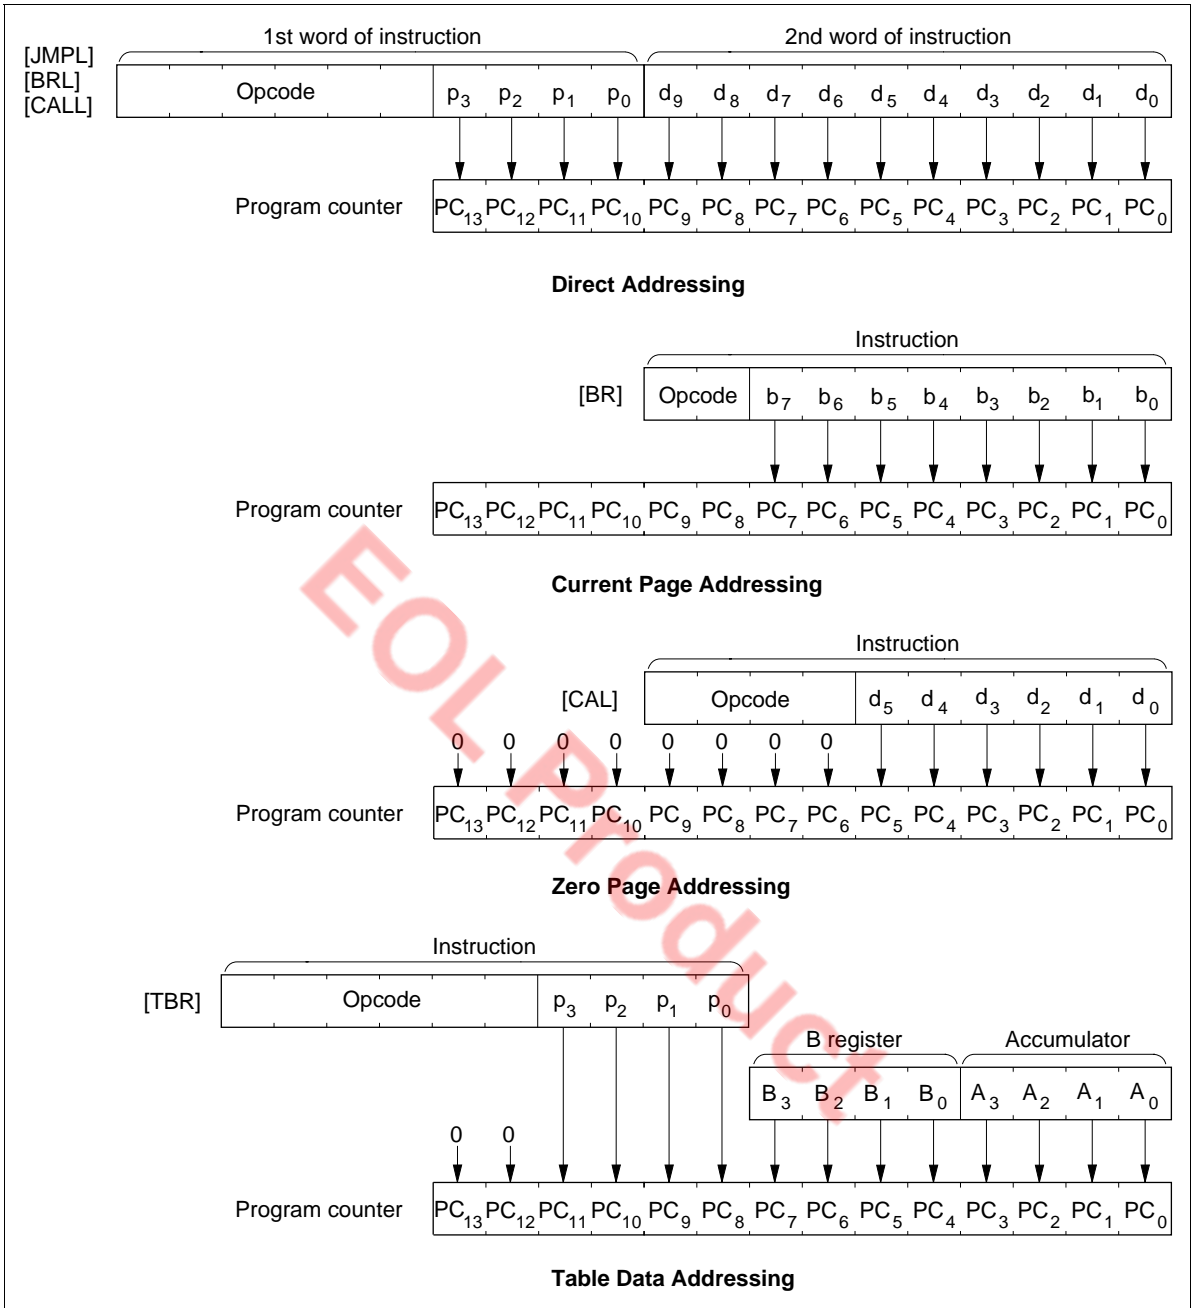 1st word of instruction 2nd word of instruction
[JMPL]
[BRL]
[CALL]
Opcode p3 p2 p1 p0 d9 d8 d7 d6 d5 d4 d3 d2 d1 d0
Program counter PC13 PC12 PC11 PC10 PC9 PC8 PC7 PC6 PC5 PC4 PC3 PC2 PC1 PC0
Direct Addressing
Instruction
[BR] Opcode b7 b6 b5 b4 b3 b2 b1 b0
Program counter PC13 PC12 PC11 PC10 PC9 PC8 PC7 PC6 PC5 PC4 PC3 PC2 PC1 PC0
Current Page Addressing
Instruction
[CAL] Opcode d5 d4 d3 d2 d1 d0
0 0 0 0 0 0 0 0
Program counter PC13 PC12 PC11 PC10 PC9 PC8 PC7 PC6 PC5 PC4 PC3 PC2 PC1 PC0
Zero Page Addressing
Instruction
[TBR] Opcode p3 p2 p1 p0
B register Accumulator
B3 B2 B1 B0 A3 A2 A1 A0
0 0
Program counter PC13 PC12 PC11 PC10 PC9 PC8 PC7 PC6 PC5 PC4 PC3 PC2 PC1 PC0
Table Data Addressing
EOL Product